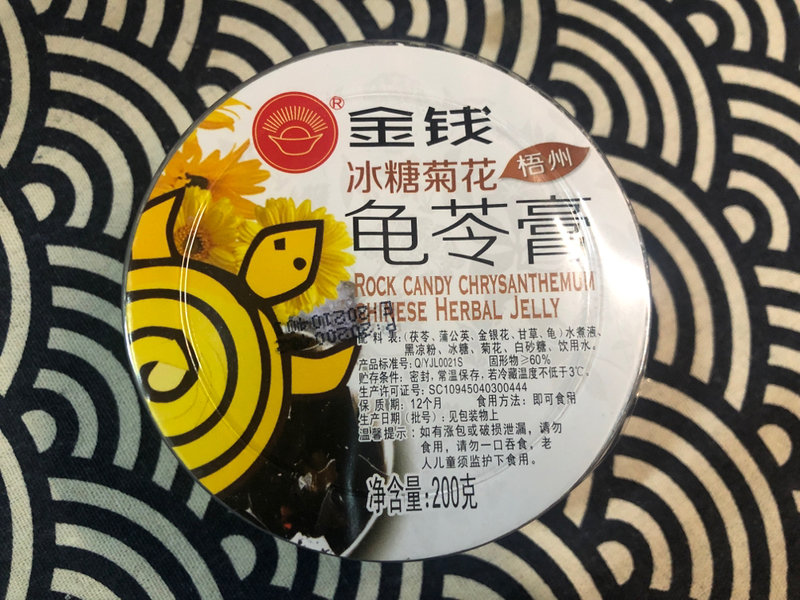 ®
金钱
冰糖菊花
梧州
龟苓膏
ROCK CANDY CHRYSANTHEMUM
CHINESE HERBAL JELLY
配 料 表:(茯苓、蒲公英、金银花、甘草、龟)水煮液、
黑凉粉、冰糖、菊花、白砂糖、饮用水。
产品标准号:Q/YJL0021S 固形物≥60%
贮存条件:密封,常温保存,若冷藏温度不低于3℃。
生产许可证号:SC10945040300444
保 质 期:12个月 食用方法:即可食用
生产日期(批号):见包装物上
温馨提示:如有涨包或破损泄漏,请勿
食用,请勿一口吞食。老
人儿童须监护下食用。
净含量:200克